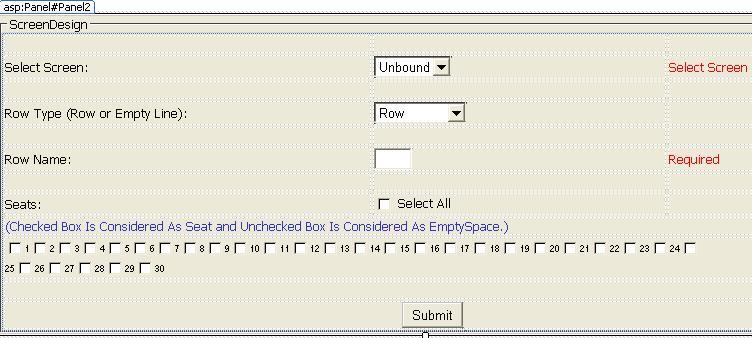 asp:Panel#Panel2
ScreenDesign
Select Screen: Unbound Select Screen
Row Type (Row or Empty Line): Row
Row Name: Required
Seats: Select All
(Checked Box Is Considered As Seat and Unchecked Box Is Considered As EmptySpace.)
1 2 3 4 5 6 7 8 9 10 11 12 13 14 15 16 17 18 19 20 21 22 23 24
25 26 27 28 29 30
Submit